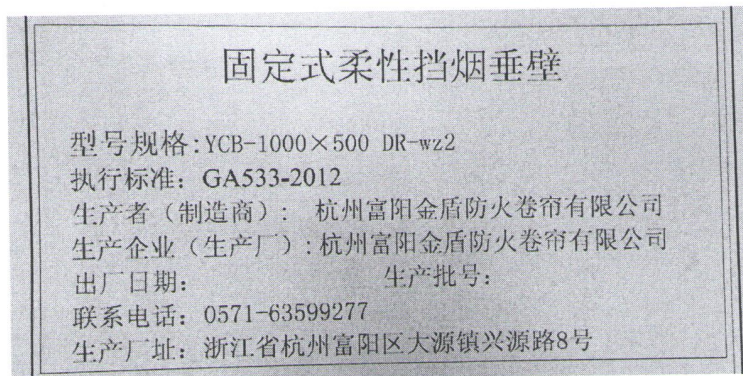 固定式柔性挡烟垂壁
型号规格:YCB-1000×500 DR-wz2
执行标准：GA533-2012
生产者（制造商）: 杭州富阳金盾防火卷帘有限公司
生产企业（生产厂）:杭州富阳金盾防火卷帘有限公司
出厂日期： 生产批号：
联系电话：0571-63599277
生产厂址：浙江省杭州富阳区大源镇兴源路8号